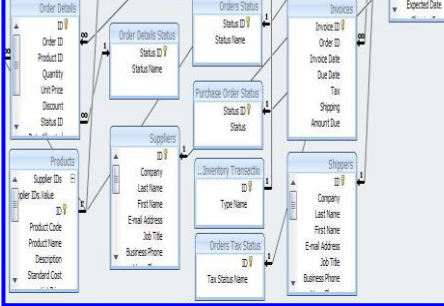 Order Details
ID
Order ID
Product ID
Quantity
Unit Price
Discount
Status ID
Order Details Status
Status ID
Status Name
Orders Status
Status ID
Status Name
Invoices
Invoice ID
Order ID
Invoice Date
Due Date
Tax
Shipping
Amount Due
Expected Date
Purchase Order Status
Status ID
Status
Products
Supplier IDs
plier IDs.Value
ID
Product Code
Product Name
Description
Standard Cost
Suppliers
ID
Company
Last Name
First Name
E-mail Address
Job Title
Business Phone
...Inventory Transactio
ID
Type Name
Orders Tax Status
ID
Tax Status Name
Shippers
ID
Company
Last Name
First Name
E-mail Address
Job Title
Business Phone